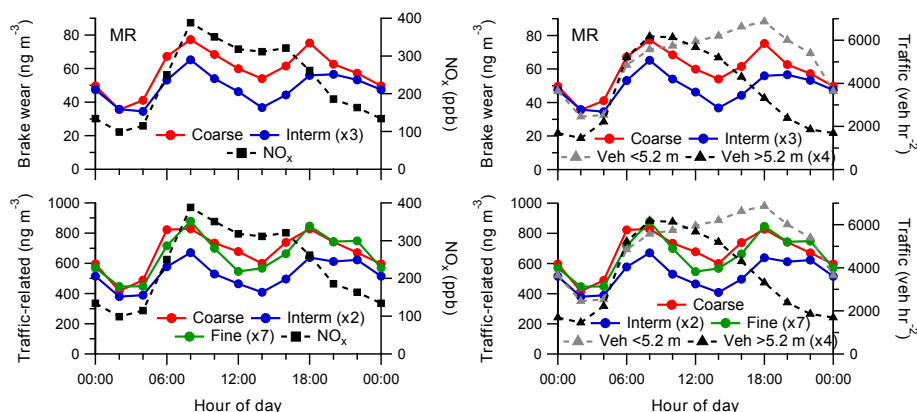 Brake wear (ng m⁻³)
100
80
60
40
20
0
MR
Coarse
Interm (x3)
NOₓ
400
300
200
100
0
NOₓ (ppb)
Brake wear (ng m⁻³)
100
80
60
40
20
0
MR
Coarse
Interm (x3)
Veh <5.2 m
Veh >5.2 m (x4)
6000
4000
2000
0
Traffic (veh hr⁻²)
Traffic-related (ng m⁻³)
1000
800
600
400
200
0
Coarse
Interm (x2)
Fine (x7)
NOₓ
400
300
200
100
0
NOₓ (ppb)
00:00
06:00
12:00
18:00
00:00
Hour of day
Traffic-related (ng m⁻³)
1000
800
600
400
200
0
Coarse
Interm (x2)
Fine (x7)
Veh <5.2 m
Veh >5.2 m (x4)
6000
4000
2000
0
Traffic (veh hr⁻²)
00:00
06:00
12:00
18:00
00:00
Hour of day